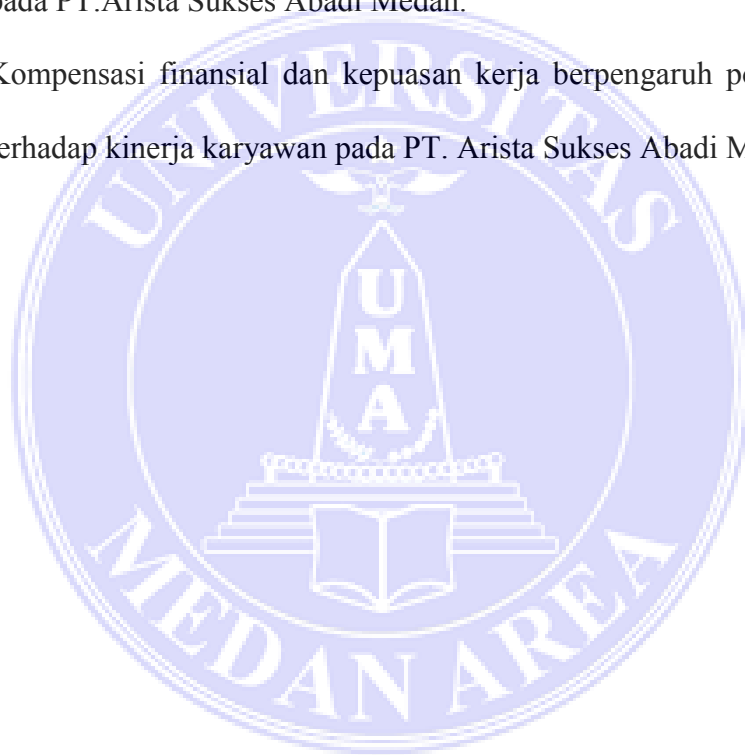 pada PT.Arista Sukses Abadi Medan.
Kompensasi finansial dan kepuasan kerja berpengaruh
terhadap kinerja karyawan pada PT. Arista Sukses Abadi
UNIVERSITAS
UMA
MEDAN AREA